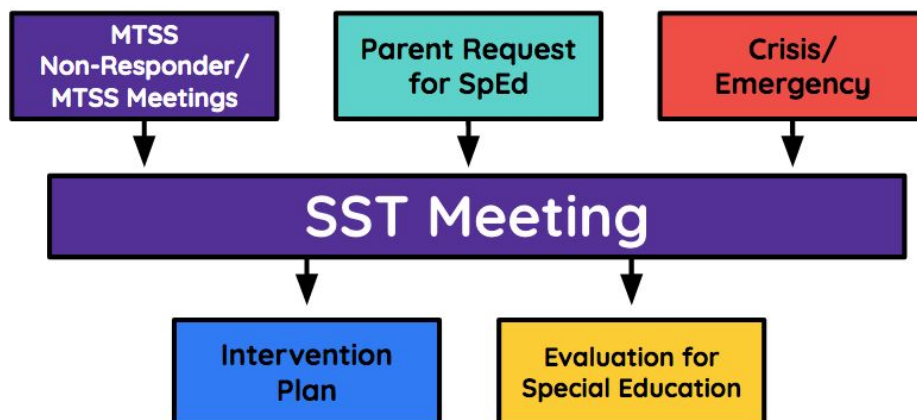 MTSS
Non-Responder/
MTSS Meetings
Parent Request
for SpEd
Crisis/
Emergency
SST Meeting
Intervention
Plan
Evaluation for
Special Education